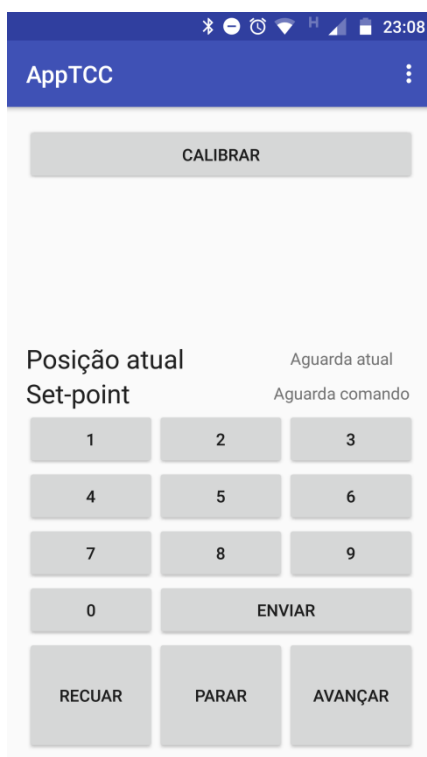 H 23:08
AppTCC
CALIBRAR
Posição atual Aguarda atual
Set-point Aguarda comando
1 2 3
4 5 6
7 8 9
0 ENVIAR
RECUAR PARAR AVANÇAR